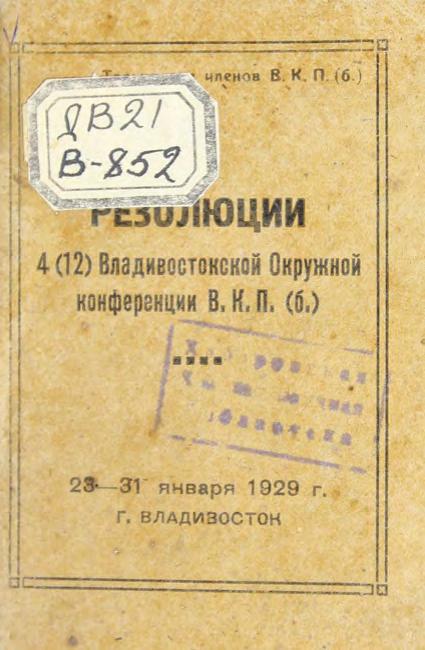 членов В. К. П. (б.)
ДВ21
В-852
РЕЗОЛЮЦИИ
4 (12) Владивостокской Окружной
конференции В. К. П. (б.)
23—31 января 1929 г.
г. ВЛАДИВОСТОК